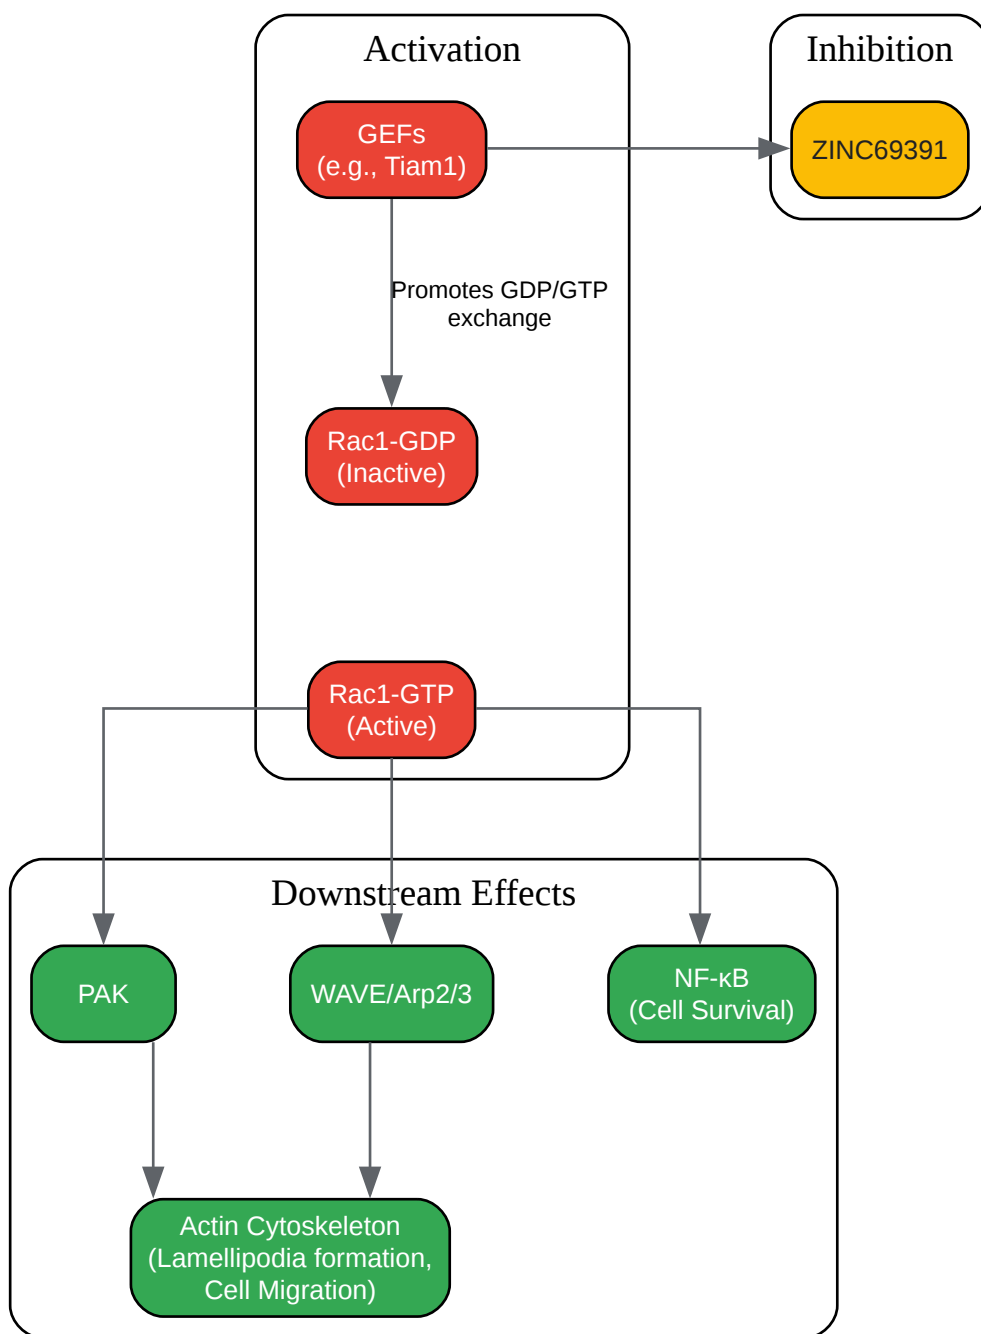 Activation
Inhibition
GEFs
(e.g., Tiam1)
ZINC69391
Promotes GDP/GTP
exchange
Rac1-GDP
(Inactive)
Rac1-GTP
(Active)
Downstream Effects
PAK
WAVE/Arp2/3
NF-κB
(Cell Survival)
Actin Cytoskeleton
(Lamellipodia formation,
Cell Migration)